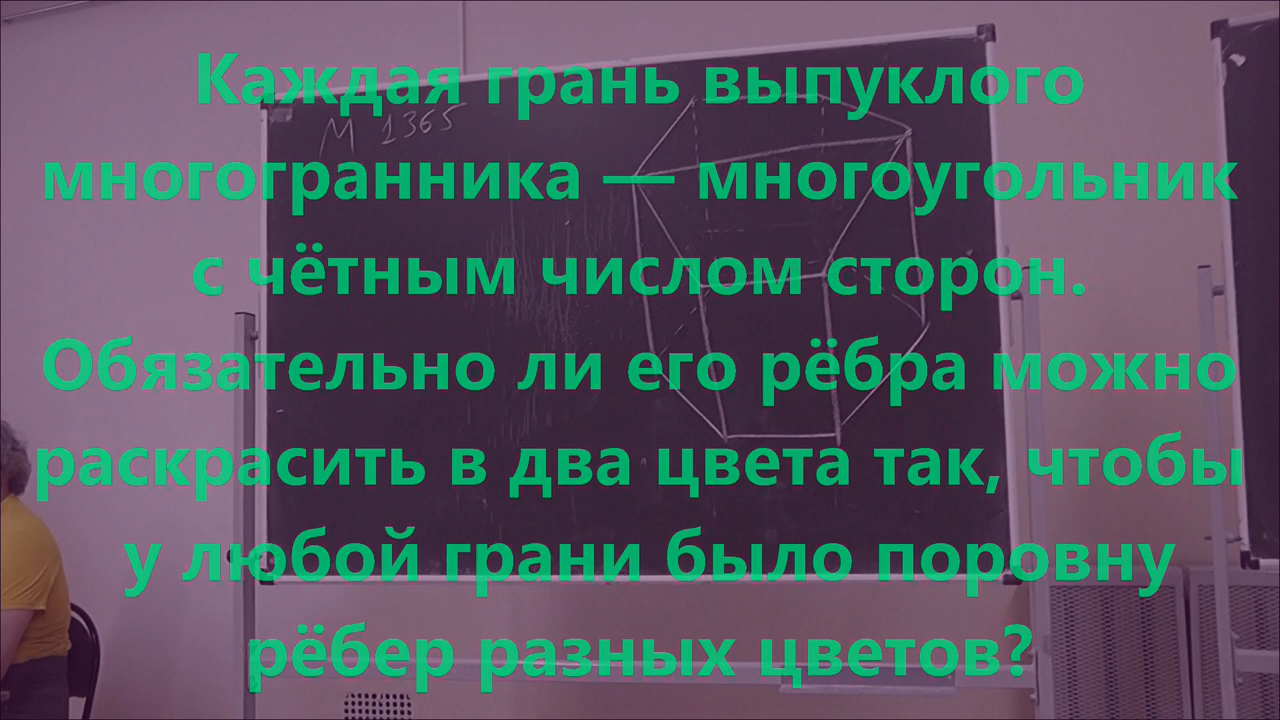 Каждая грань выпуклого
М 1365
многогранника — многоугольник
с чётным числом сторон.
Обязательно ли его рёбра можно
раскрасить в два цвета так, чтобы
у любой грани было поровну
рёбер разных цветов?